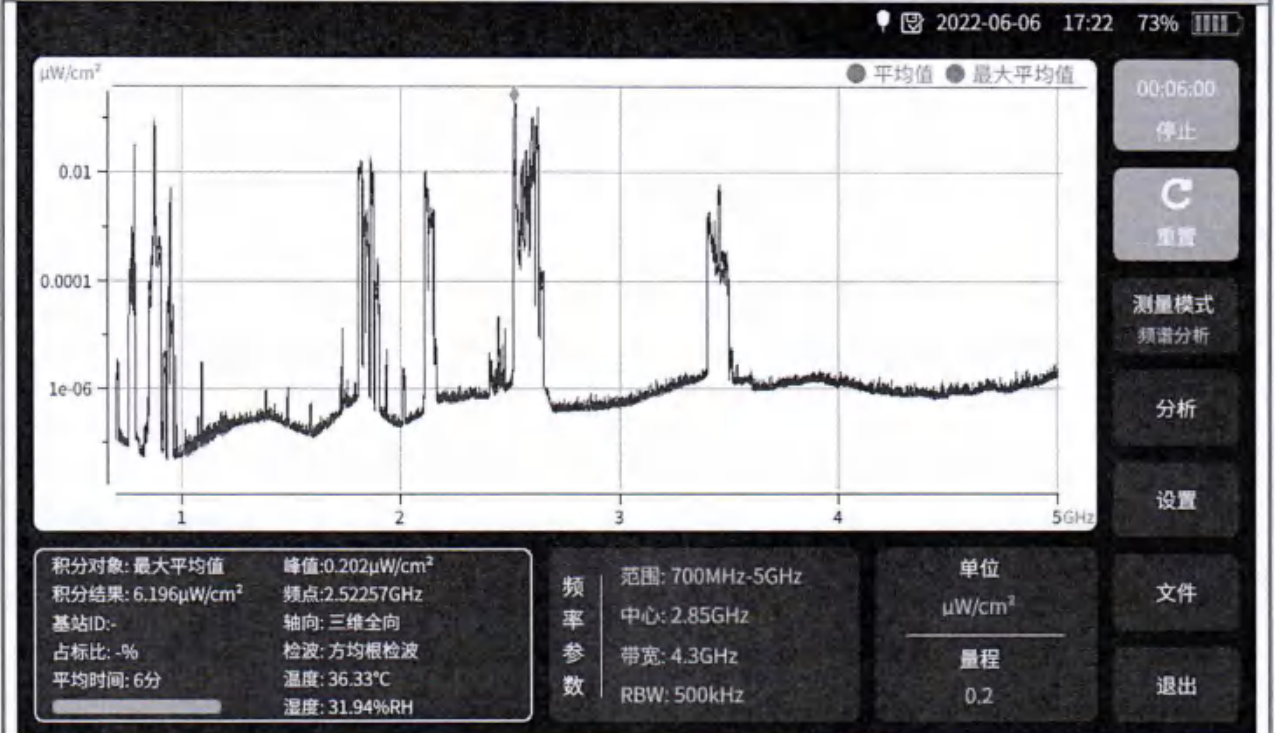 2022-06-06 17:22 73%
μW/cm²
平均值 最大平均值
0.01
0.0001
1e-06
1 2 3 4 5GHz
00:06:00
停止
重置
测量模式
频谱分析
分析
设置
文件
退出
积分对象: 最大平均值
积分结果: 6.196μW/cm²
基站ID:-
占标比: -%
平均时间: 6分
峰值:0.202μW/cm²
频点:2.52257GHz
轴向: 三维全向
检波: 方均根检波
温度: 36.33°C
湿度: 31.94%RH
频率参数
范围: 700MHz-5GHz
中心: 2.85GHz
带宽: 4.3GHz
RBW: 500kHz
单位
μW/cm²
量程
0.2